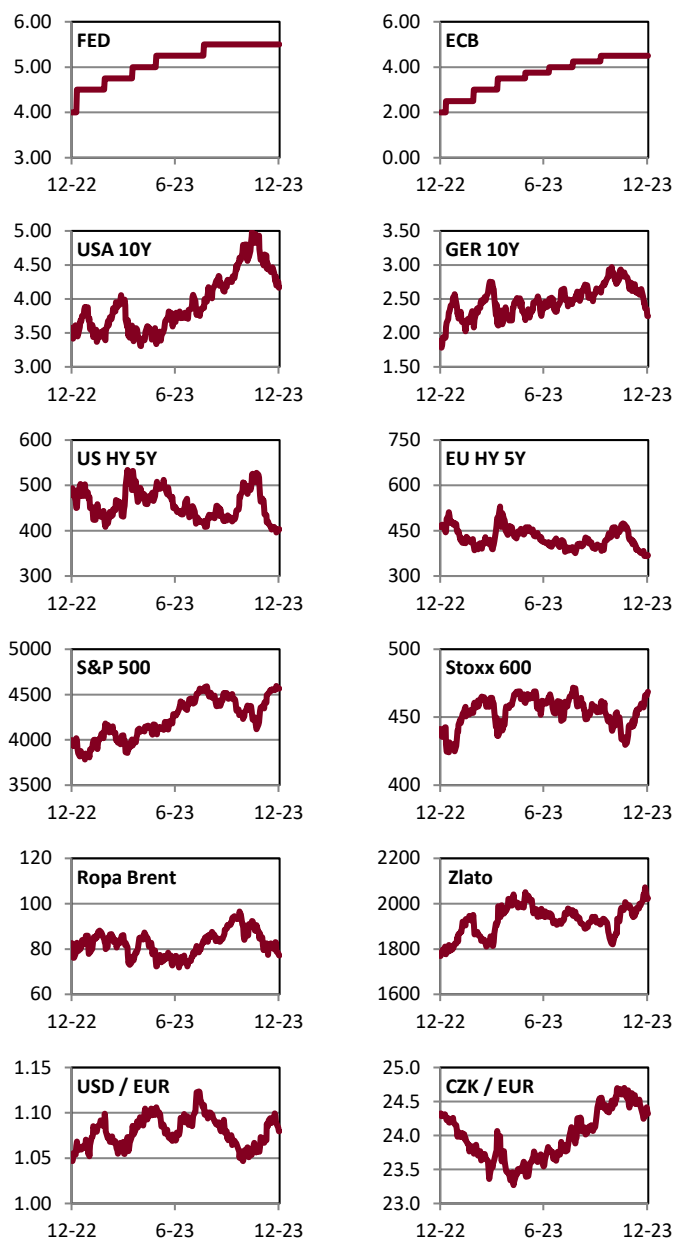 FED
6.00
5.00
4.00
3.00
12-22 6-23 12-23
ECB
6.00
4.00
2.00
0.00
12-22 6-23 12-23
USA 10Y
5.00
4.50
4.00
3.50
3.00
12-22 6-23 12-23
GER 10Y
3.50
3.00
2.50
2.00
1.50
12-22 6-23 12-23
US HY 5Y
600
500
400
300
12-22 6-23 12-23
EU HY 5Y
750
600
450
300
12-22 6-23 12-23
S&P 500
5000
4500
4000
3500
12-22 6-23 12-23
Stoxx 600
500
450
400
12-22 6-23 12-23
Ropa Brent
120
100
80
60
12-22 6-23 12-23
Zlato
2200
2000
1800
1600
12-22 6-23 12-23
USD / EUR
1.15
1.10
1.05
1.00
12-22 6-23 12-23
CZK / EUR
25.0
24.5
24.0
23.5
23.0
12-22 6-23 12-23